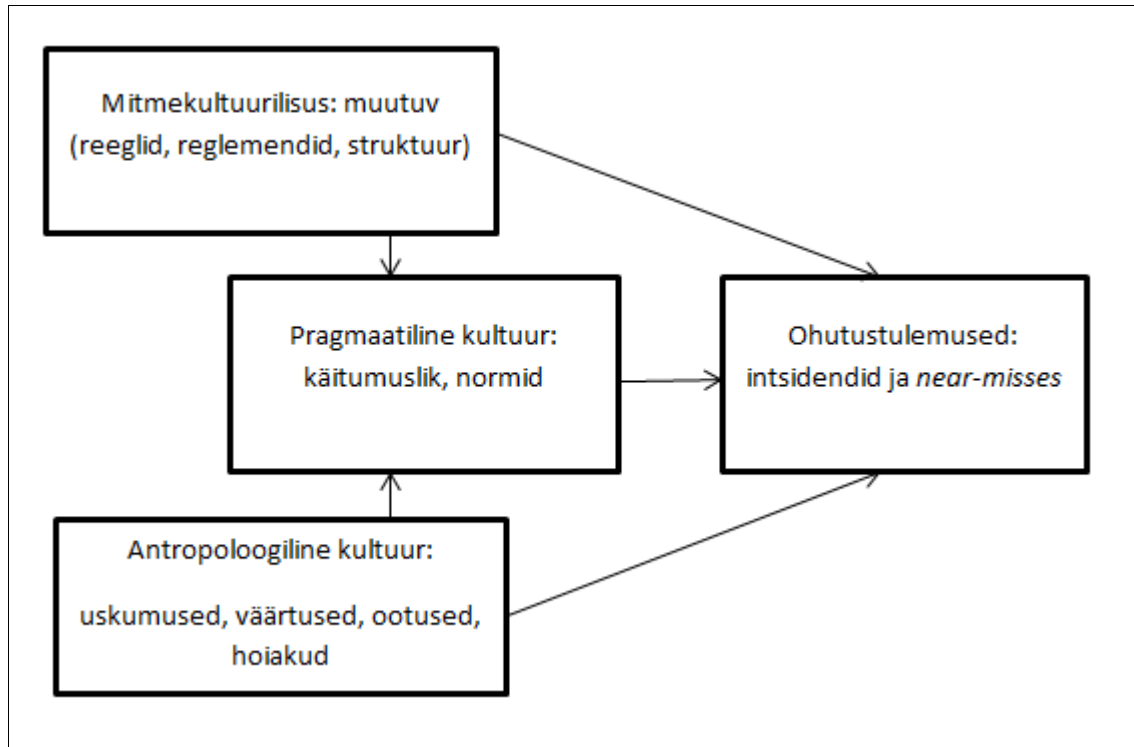 Mitmekultuurilisus: muutuv
(reeglid, reglemendid, struktuur)
Pragmaatiline kultuur:
käitumuslik, normid
Ohutustulemused:
intsidendid ja near-misses
Antropoloogiline kultuur:
uskumused, väärtused, ootused,
hoiakud